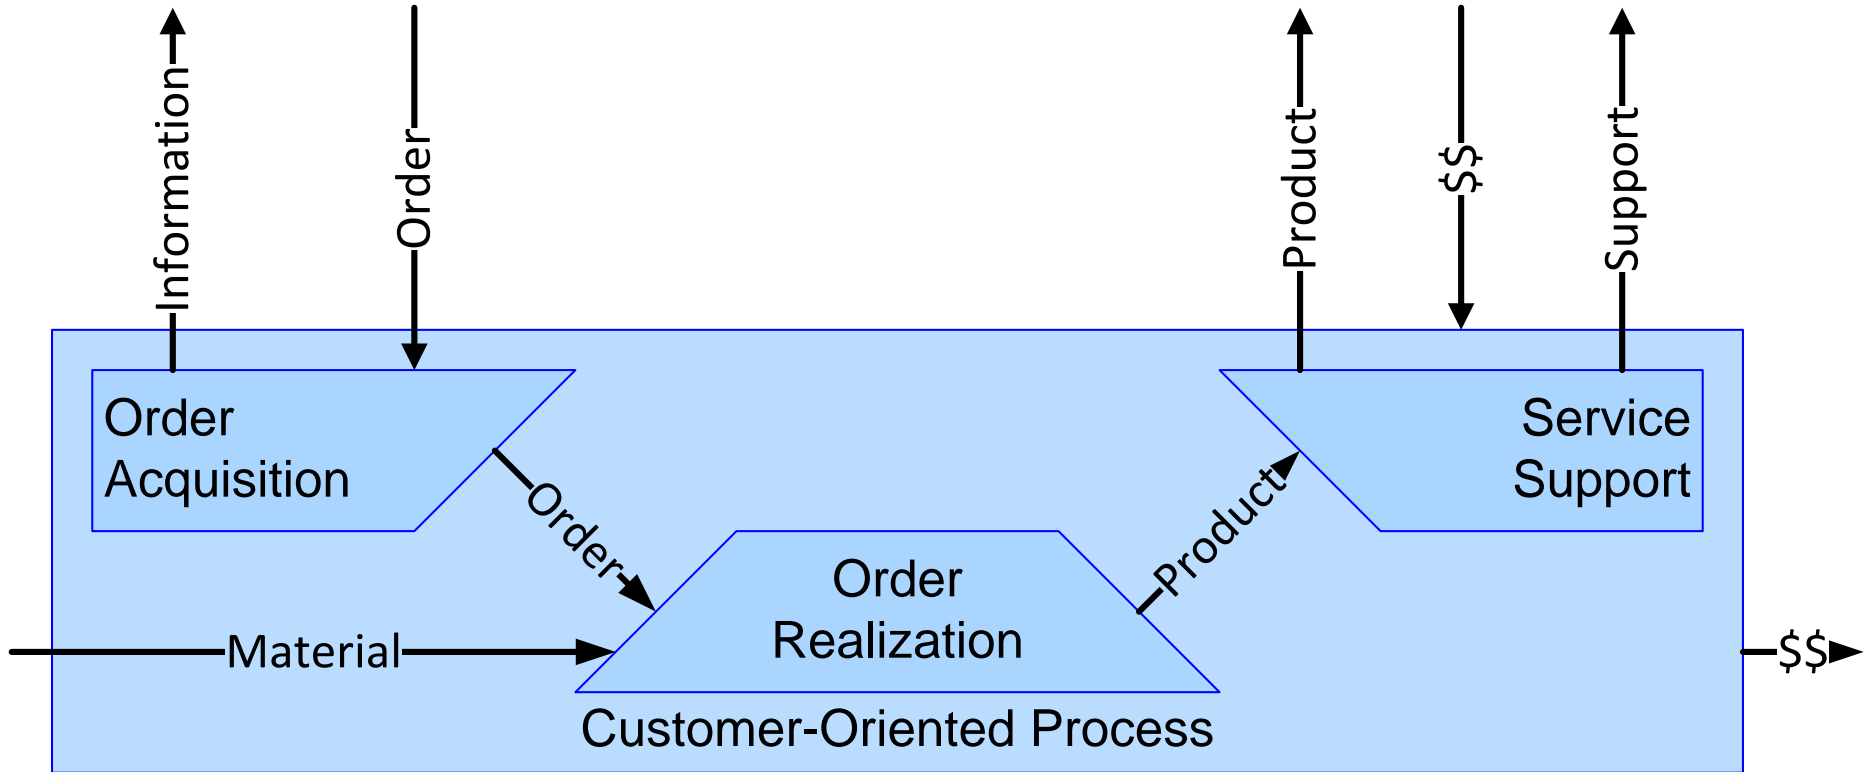 Information
Order
Product
$$
Support
Order
Acquisition
Service
Support
Order
Product
Order
Realization
Material
$$
Customer-Oriented Process